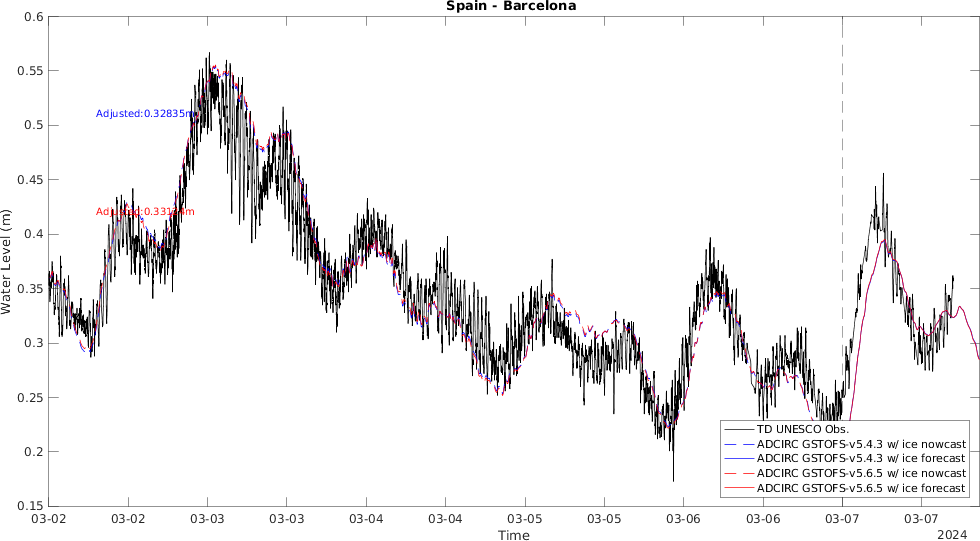 Spain - Barcelona
0.6
0.55
0.5
0.45
0.4
0.35
0.3
0.25
0.2
0.15
Water Level (m)
Adjusted:0.32835m
TD UNESCO Obs.
ADCIRC GSTOFS-v5.4.3 w/ ice nowcast
ADCIRC GSTOFS-v5.4.3 w/ ice forecast
ADCIRC GSTOFS-v5.6.5 w/ ice nowcast
ADCIRC GSTOFS-v5.6.5 w/ ice forecast
03-02 03-02 03-03 03-03 03-04 03-04 03-05 03-05 03-06 03-06 03-07 03-07
Time
2024